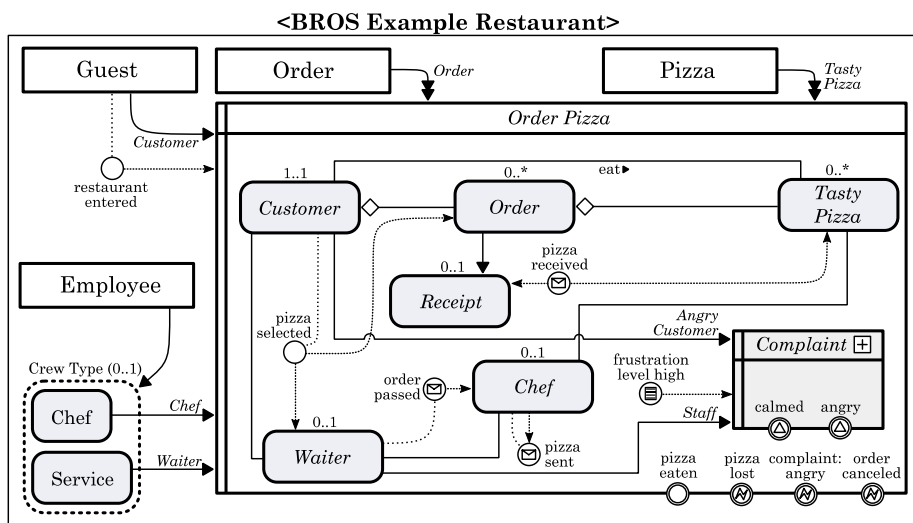 <BROS Example Restaurant>
Guest
Order
Pizza
Order
Tasty
Pizza
Order Pizza
Customer
restaurant
entered
1..1
0..*
eat
0..*
Customer
Order
Tasty
Pizza
pizza
received
0..1
Receipt
Employee
pizza
selected
Angry
Customer
Complaint
Crew Type (0..1)
order
passed
0..1
Chef
frustration
level high
Chef
Chef
Staff
calmed
angry
0..1
Waiter
pizza
sent
Service
Waiter
pizza
eaten
pizza
lost
complaint:
angry
order
canceled